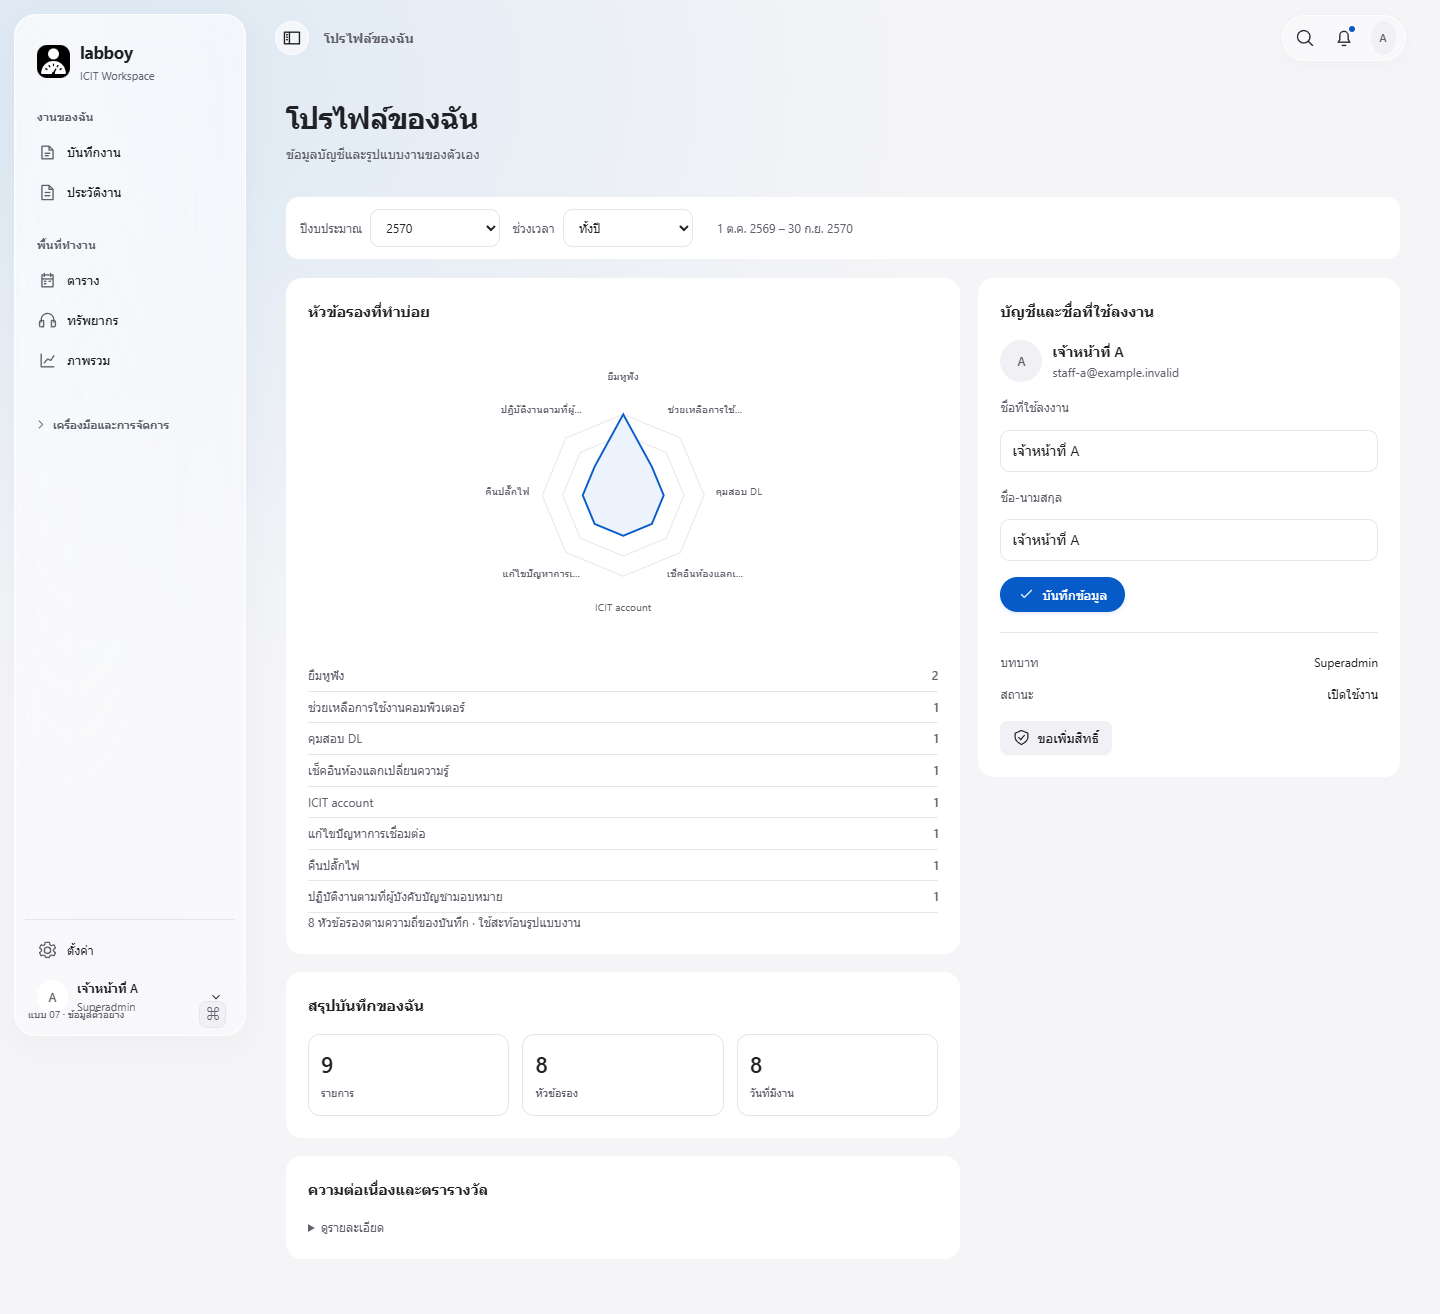 labboy
ICIT Workspace
งานของฉัน
บันทึกงาน
ประวัติงาน
พื้นที่ทำงาน
ตาราง
ทรัพยากร
ภาพรวม
เครื่องมือและการจัดการ
ตั้งค่า
A
เจ้าหน้าที่ A
Superadmin
แบบ 07 · ข้อมูลตัวอย่าง
⌘
โปรไฟล์ของฉัน
A
โปรไฟล์ของฉัน
ข้อมูลบัญชีและรูปแบบงานของตัวเอง
ปีงบประมาณ 2570 ช่วงเวลา ทั้งปี 1 ต.ค. 2569 – 30 ก.ย. 2570
หัวข้อรองที่ทำบ่อย
ยืมหูฟัง
ปฏิบัติงานตามที่ผู้... ช่วยเหลือการใช้...
คืนปลั๊กไฟ คุมสอบ DL
แก้ไขปัญหาการเ... เช็คอินห้องแลกเ...
ICIT account
ยืมหูฟัง 2
ช่วยเหลือการใช้งานคอมพิวเตอร์ 1
คุมสอบ DL 1
เช็คอินห้องแลกเปลี่ยนความรู้ 1
ICIT account 1
แก้ไขปัญหาการเชื่อมต่อ 1
คืนปลั๊กไฟ 1
ปฏิบัติงานตามที่ผู้บังคับบัญชามอบหมาย 1
8 หัวข้อรองตามความถี่ของบันทึก · ใช้สะท้อนรูปแบบงาน
สรุปบันทึกของฉัน
9
รายการ
8
หัวข้อรอง
8
วันที่มีงาน
ความต่อเนื่องและตรารางวัล
ดูรายละเอียด
บัญชีและชื่อที่ใช้ลงงาน
A
เจ้าหน้าที่ A
staff-a@example.invalid
ชื่อที่ใช้ลงงาน
เจ้าหน้าที่ A
ชื่อ-นามสกุล
เจ้าหน้าที่ A
บันทึกข้อมูล
บทบาท Superadmin
สถานะ เปิดใช้งาน
ขอเพิ่มสิทธิ์